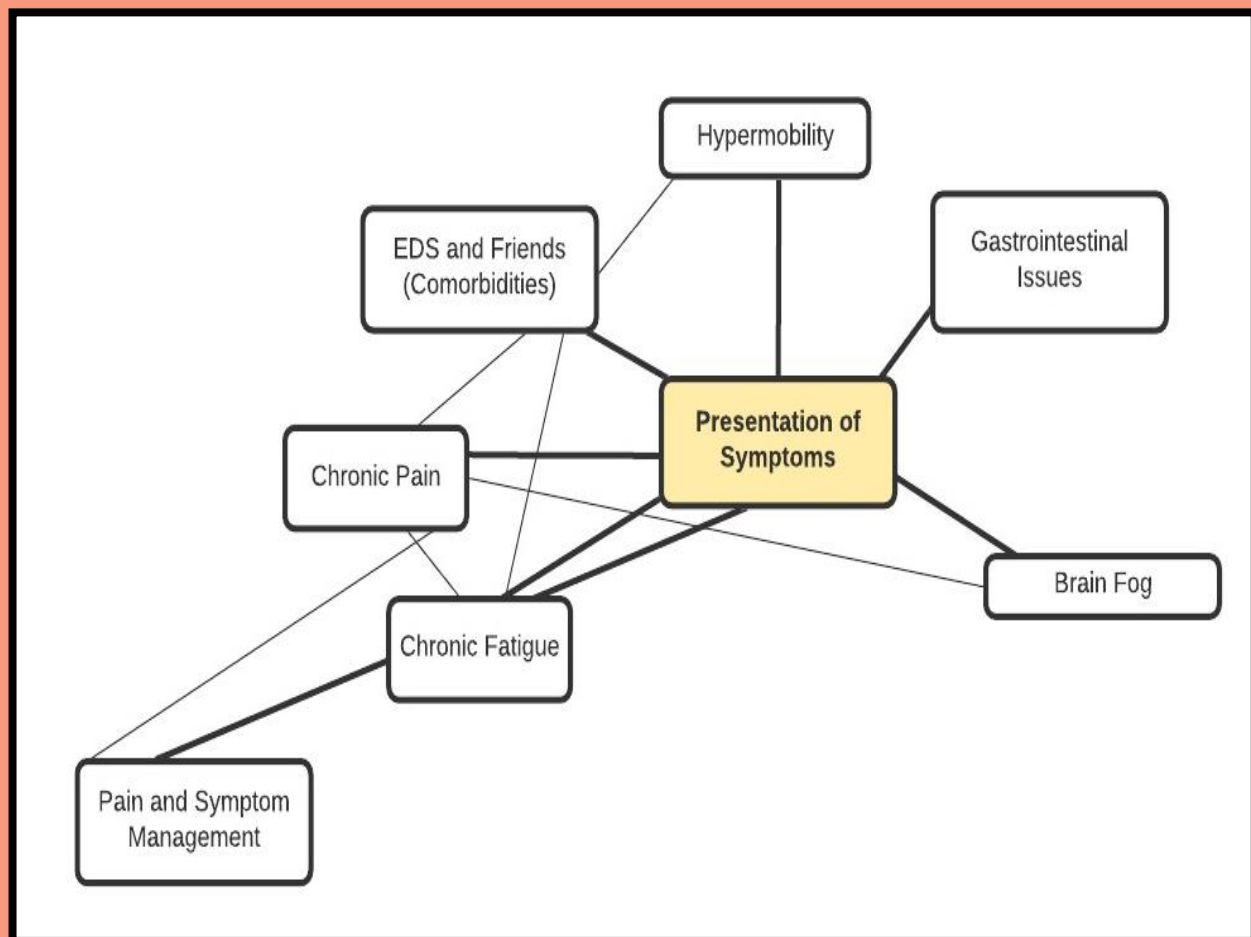 Hypermobility
EDS and Friends
(Comorbidities)
Gastrointestinal
Issues
Presentation of
Symptoms
Chronic Pain
Brain Fog
Chronic Fatigue
Pain and Symptom
Management